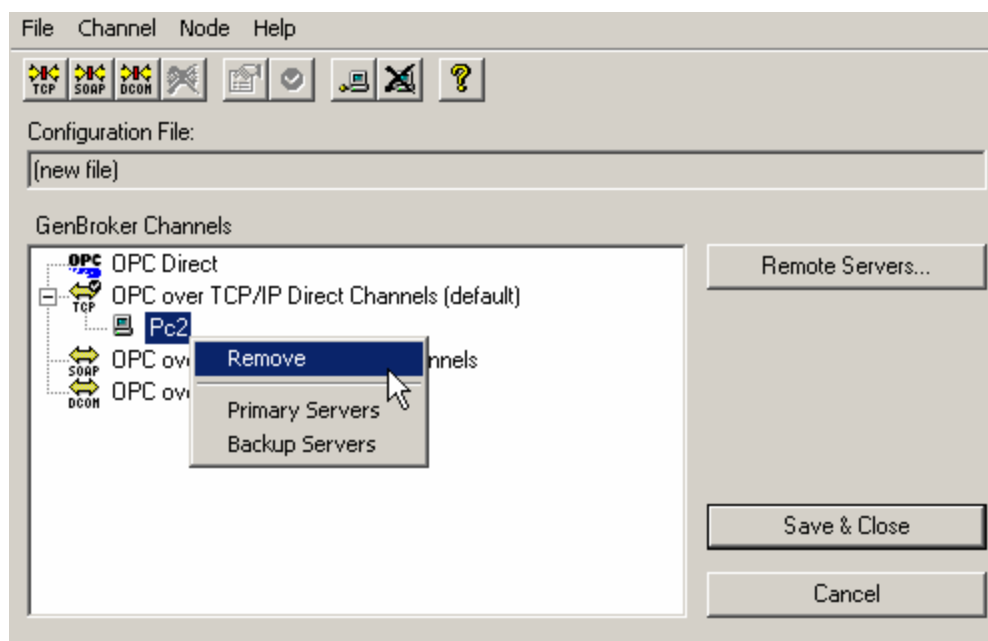 File Channel Node Help
TCP SOAP DCOM
Configuration File:
(new file)
GenBroker Channels
OPC OPC Direct
Remote Servers...
TCP OPC over TCP/IP Direct Channels (default)
Pc2
Remove
SOAP OPC ov nnels
DCOM OPC ov
Primary Servers
Backup Servers
Save & Close
Cancel